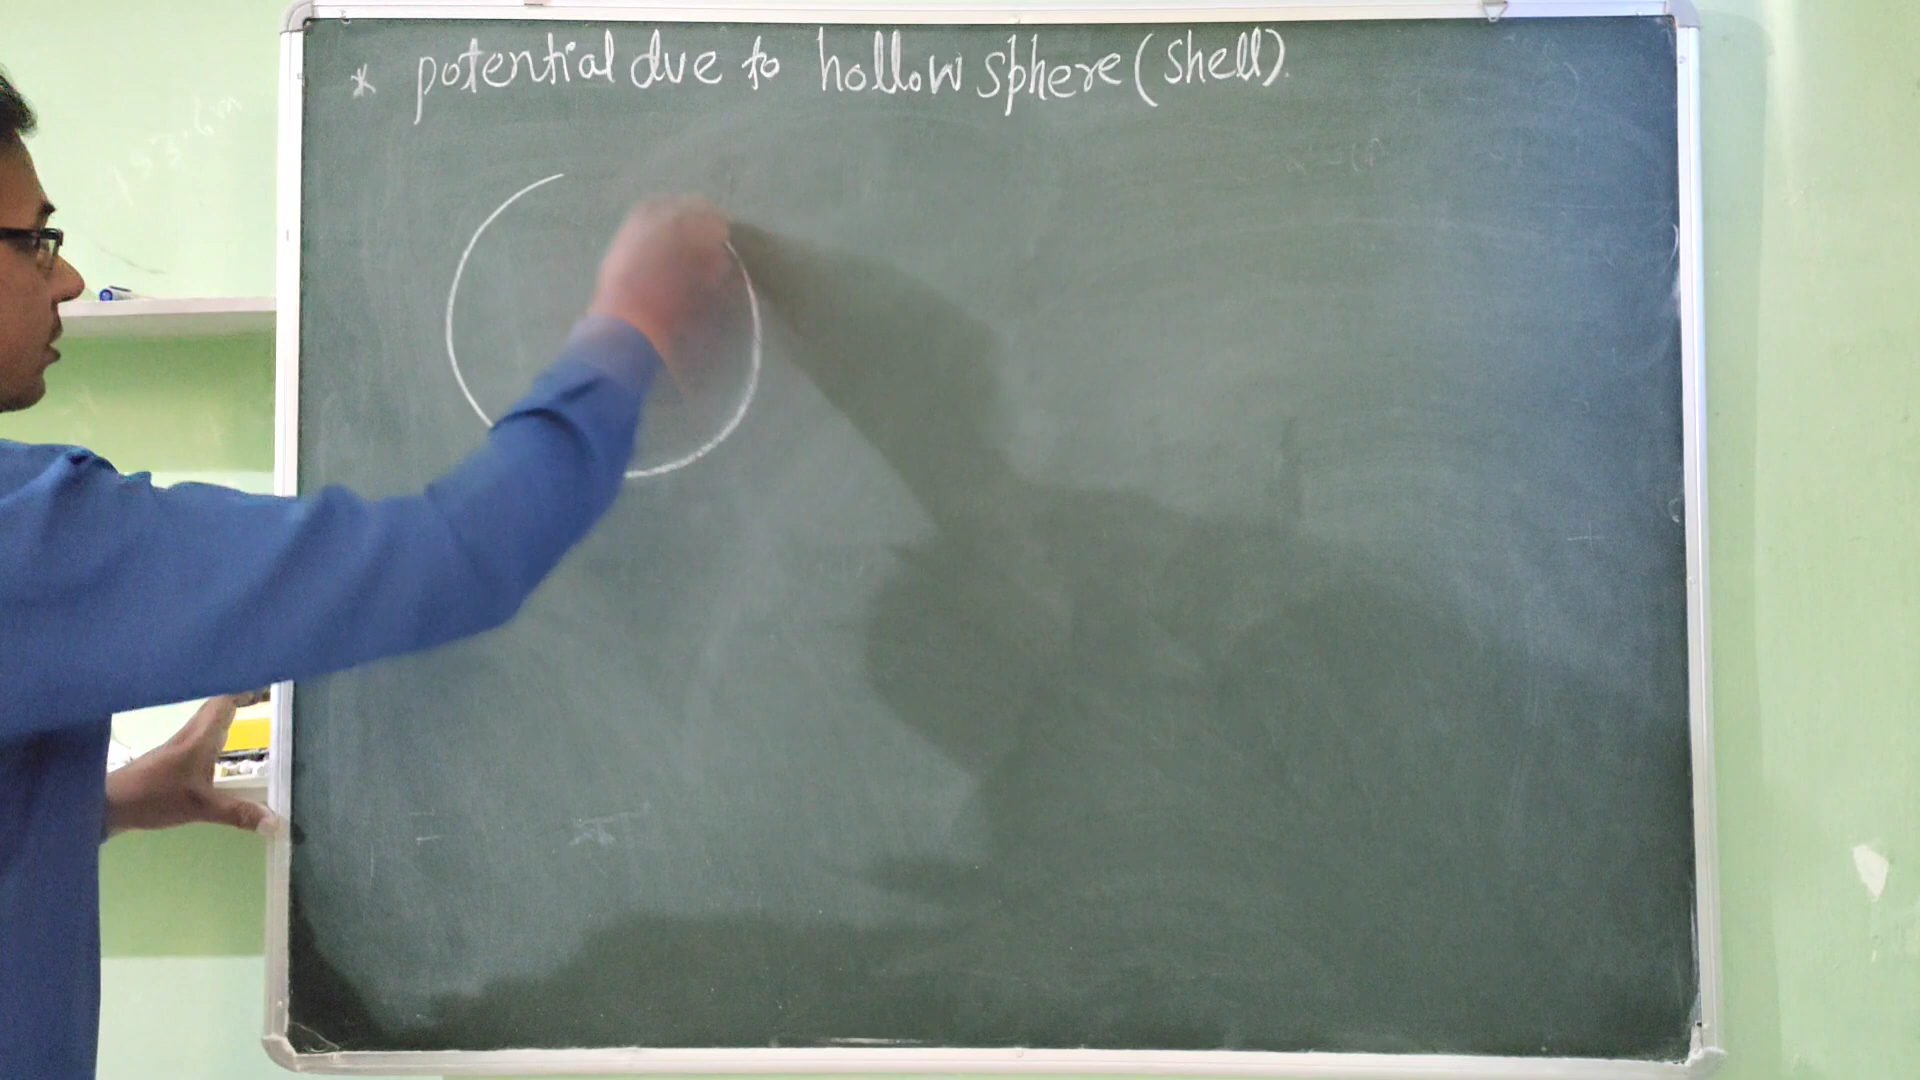 * potential due to hollow sphere (shell).